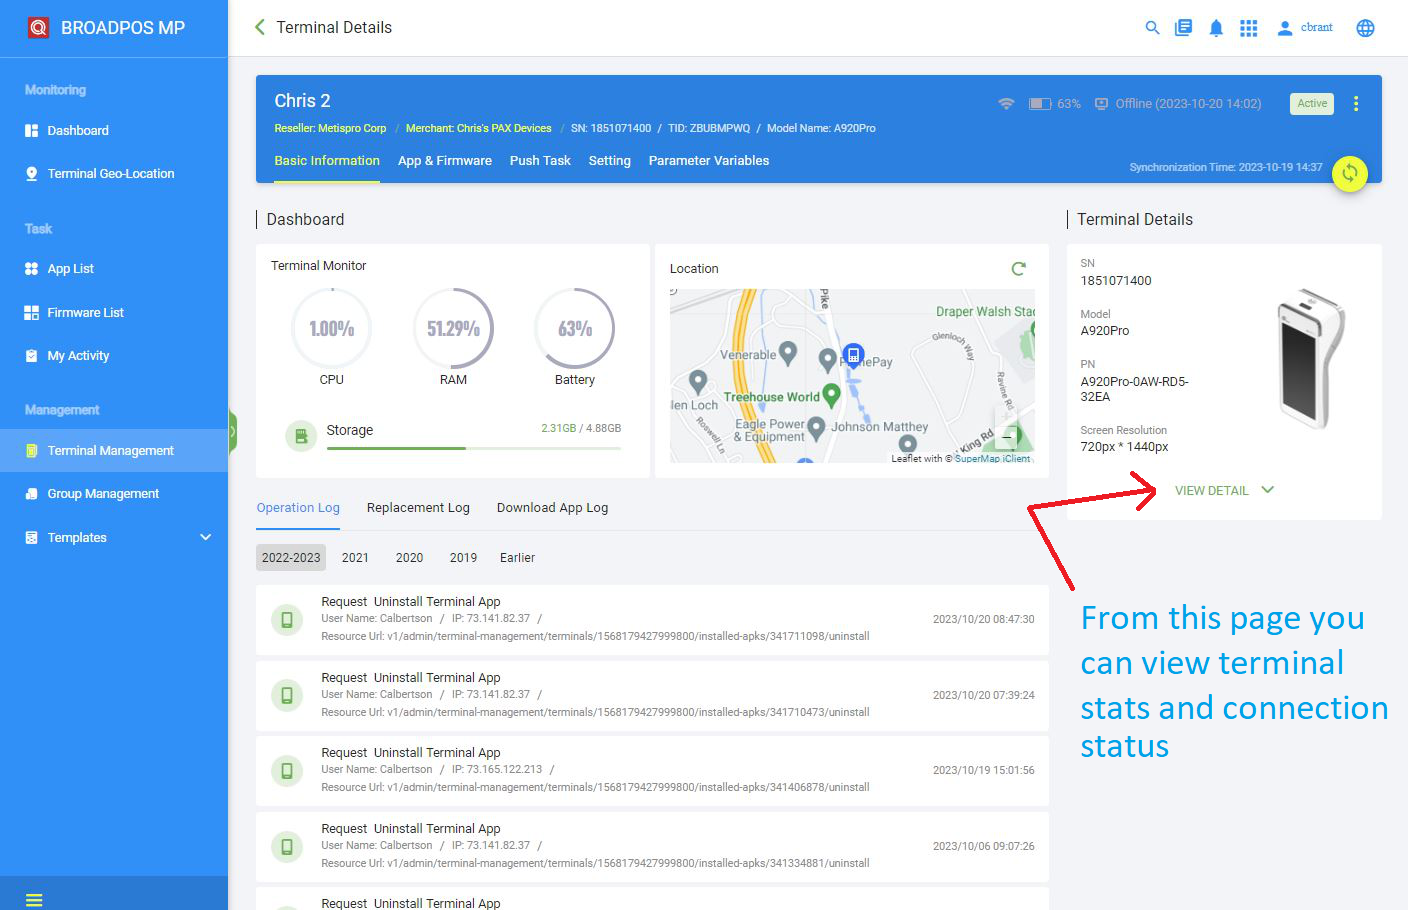 BROADPOS MP
Terminal Details
cbrant
Monitoring
Dashboard
Terminal Geo-Location
Task
App List
Firmware List
My Activity
Management
Terminal Management
Group Management
Templates
Chris 2
63%
Offline (2023-10-20 14:02)
Active
Reseller: Metispro Corp / Merchant: Chris's PAX Devices / SN: 1851071400 / TID: ZBUBMPWQ / Model Name: A920Pro
Basic Information
App & Firmware
Push Task
Setting
Parameter Variables
Synchronization Time: 2023-10-19 14:37
Dashboard
Terminal Monitor
1.00%
51.29%
63%
CPU
RAM
Battery
Storage
2.31GB / 4.88GB
Location
Pike
Draper Walsh Stad
Glenloch Way
Venerable
Ravine Rd
Treehouse World
len Loch
Roswell Ln
Eagle Power
& Equipment
Johnson Matthey
King Rd
Leaflet with © SuperMap iClient
Terminal Details
SN
1851071400
Model
A920Pro
PN
A920Pro-0AW-RD5-
32EA
Screen Resolution
720px * 1440px
VIEW DETAIL
Operation Log
Replacement Log
Download App Log
2022-2023
2021
2020
2019
Earlier
Request Uninstall Terminal App
User Name: Calbertson / IP: 73.141.82.37 /
Resource Url: v1/admin/terminal-management/terminals/1568179427999800/installed-apks/341711098/uninstall
2023/10/20 08:47:30
Request Uninstall Terminal App
User Name: Calbertson / IP: 73.141.82.37 /
Resource Url: v1/admin/terminal-management/terminals/1568179427999800/installed-apks/341710473/uninstall
2023/10/20 07:39:24
Request Uninstall Terminal App
User Name: Calbertson / IP: 73.165.122.213 /
Resource Url: v1/admin/terminal-management/terminals/1568179427999800/installed-apks/341406878/uninstall
2023/10/19 15:01:56
Request Uninstall Terminal App
User Name: Calbertson / IP: 73.141.82.37 /
Resource Url: v1/admin/terminal-management/terminals/1568179427999800/installed-apks/341334881/uninstall
2023/10/06 09:07:26
Request Uninstall Terminal App
From this page you
can view terminal
stats and connection
status